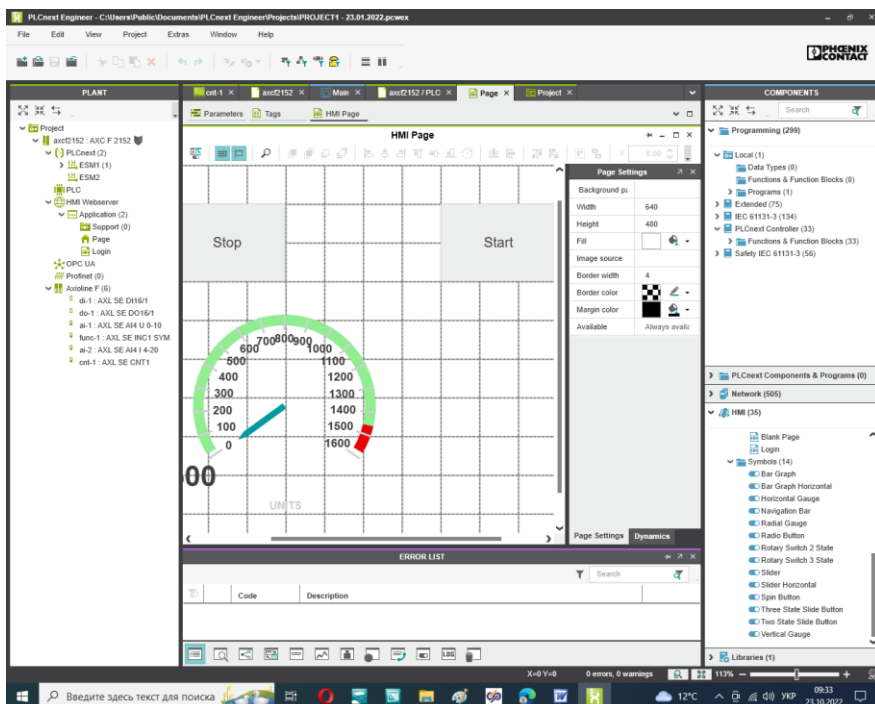 PLCnext Engineer - C:\Users\Public\Documents\PLCnext Engineer\Projects\PROJECT1 - 23.01.2022.pcwex
File Edit View Project Extras Window Help
PHŒNIX
CONTACT
PLANT
Project
axcf2152 : AXC F 2152
PLCnext (2)
ESM1 (1)
ESM2
PLC
HMI Webserver
Application (2)
Support (0)
Page
Login
OPC UA
Profinet (0)
Axioline F (6)
di-1 : AXL SE DI16/1
do-1 : AXL SE DO16/1
ai-1 : AXL SE AI4 U 0-10
func-1 : AXL SE INC1 SYM
ai-2 : AXL SE AI4 I 4-20
cnt-1 : AXL SE CNT1
cnt-1 axcf2152 Main axcf2152 / PLC Page Project
Parameters Tags HMI Page
HMI Page
0.00
Stop
Start
0
100
200
300
400
500
600
700
800
900
1000
1100
1200
1300
1400
1500
1600
00
UNITS
Page Settings
Background pa
Width 640
Height 480
Fill
Image source
Border width 4
Border color
Margin color
Available Always availa
Page Settings Dynamics
ERROR LIST
Search
Code Description
LOG
COMPONENTS
Search
Programming (299)
Local (1)
Data Types (0)
Functions & Function Blocks (0)
Programs (1)
Extended (75)
IEC 61131-3 (134)
PLCnext Controller (33)
Functions & Function Blocks (33)
Safety IEC 61131-3 (56)
PLCnext Components & Programs (0)
Network (505)
HMI (35)
Blank Page
Login
Symbols (14)
Bar Graph
Bar Graph Horizontal
Horizontal Gauge
Navigation Bar
Radial Gauge
Radio Button
Rotary Switch 2 State
Rotary Switch 3 State
Slider
Slider Horizontal
Spin Button
Three State Slide Button
Two State Slide Button
Vertical Gauge
Libraries (1)
X=0 Y=0 0 errors, 0 warnings 113%
Введите здесь текст для поиска
12°C УКР 09:33
23.10.2022